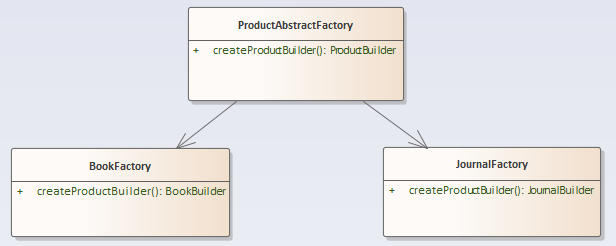 ProductAbstractFactory
+ createProductBuilder(): ProductBuilder
BookFactory
+ createProductBuilder(): BookBuilder
JournalFactory
+ createProductBuilder(): JournalBuilder